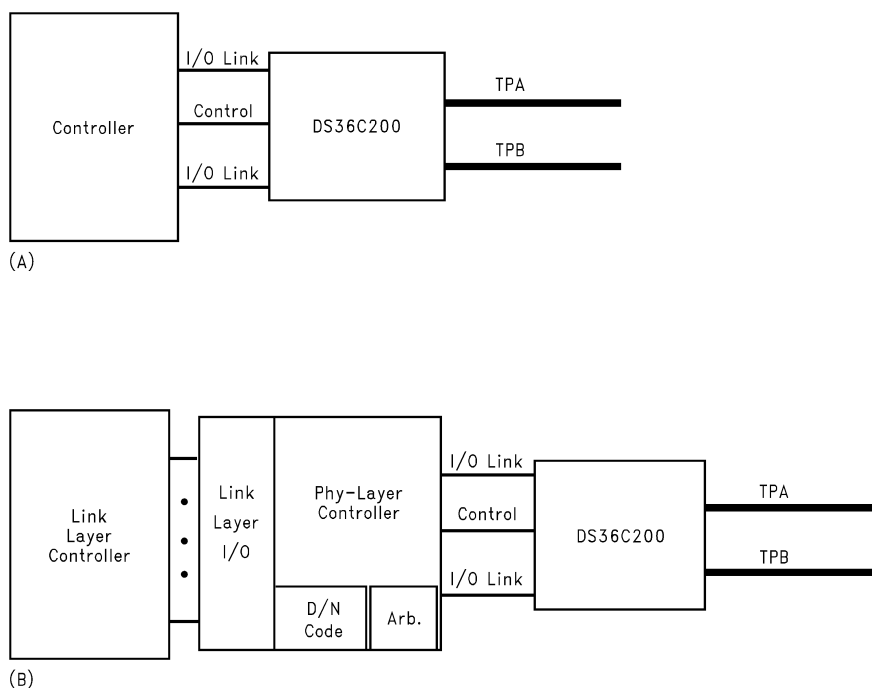 I/O Link
TPA
Control
Controller
DS36C200
TPB
I/O Link
(A)
I/O Link
TPA
Link
Layer
Controller
Link
Layer
I/O
Phy-Layer
Controller
Control
DS36C200
TPB
I/O Link
D/N
Code
Arb.
(B)